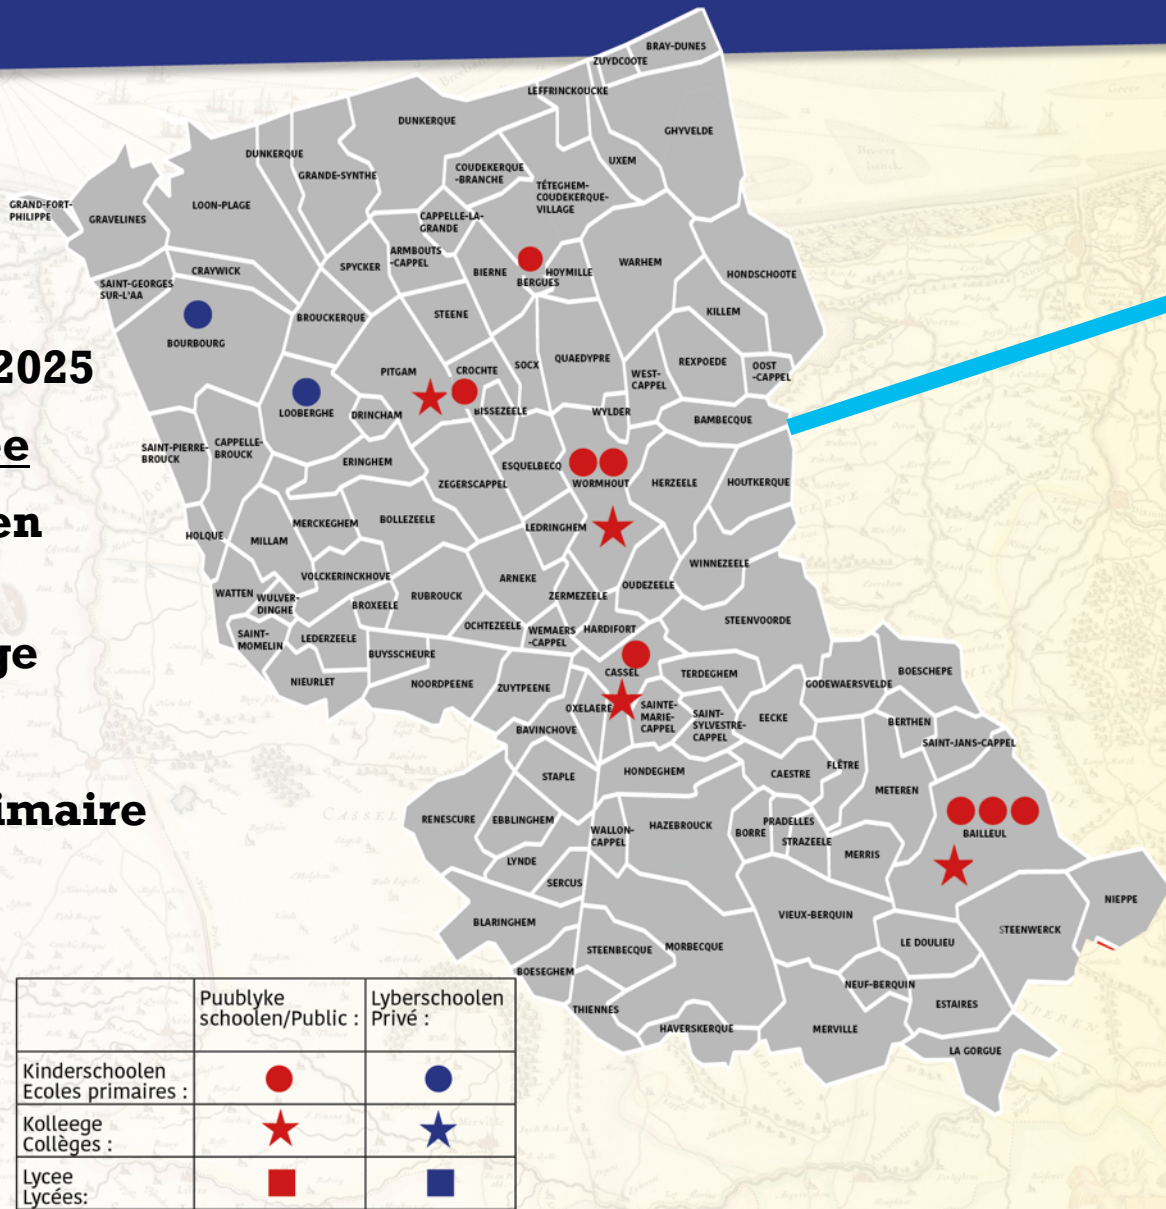 BRAY-DUNES
ZUYDCOOTE
LEFFRINCKOUCKE
DUNKERQUE
GHYVELDE
DUNKERQUE
GRANDE-SYNTHE
COUDEKERQUE
-BRANCHE
UXEM
TÉTEGHEM-
COUDEKERQUE-
VILLAGE
GRAND-FORT-
PHILIPPE
GRAVELINES
LOON-PLAGE
CAPPELLE-LA-
GRANDE
ARMBOUTS
-CAPPEL
SPYCKER
BIERNE
HOYMILLE
BERGUES
WARHEM
HONDSCHOOTE
CRAYWICK
SAINT-GEORGES
SUR-L'AA
BROUCKERQUE
STEENE
KILLEM
BOURBOURG
2025
PITGAM
CROCHTE
SOCX
QUAEDYPRE
WEST-
CAPPEL
REXPOEDE
OOST
-CAPPEL
LOOBERGHE
DRINCHAM
BISSEZEELE
WYLDER
BAMBECQUE
SAINT-PIERRE-
BROUCK
CAPPELLE-
BROUCK
ERINGHEM
ESQUELBECQ
ZEGERSCAPPEL
WORMHOUT
HERZEELE
HOUTKERQUE
en
MERCKEGHEM
BOLLEZEELE
LEDRINGHEM
HOLQUE
MILLAM
WINNEZEELE
VOLCKERINCKHOVE
ARNEKE
OUDEZEELE
WATTEN
WULVER-
DINGHE
BROXEELE
RUBROUCK
ZERMEZEELE
STEENVOORDE
SAINT-
MOMELIN
LEDERZEELE
OCHTEZEELE
WEMAERS
-CAPPEL
HARDIFORT
ge
BUYSSCHEURE
NIEURLET
NOORDPEENE
ZUYTPEENE
CASSEL
TERDEGHEM
GODEWAERSVELDE
BOESCHEPE
OXELAERE
SAINTE-
MARIE-
CAPPEL
SAINT-
SYLVESTRE-
CAPPEL
EECKE
BERTHEN
BAVINCHOVE
SAINT-JANS-CAPPEL
STAPLE
HONDEGHEM
CAESTRE
FLÊTRE
METEREN
imaire
RENESCURE
EBBLINGHEM
WALLON-
CAPPEL
HAZEBROUCK
BORRE
PRADELLES
STRAZEELE
MERRIS
BAILLEUL
LYNDE
SERCUS
NIEPPE
BLARINGHEM
VIEUX-BERQUIN
STEENBECQUE
MORBECQUE
LE DOULIEU
STEENWERCK
BOESEGHEM
NEUF-BERQUIN
THIENNES
ESTAIRES
HAVERSKERQUE
MERVILLE
LA GORGUE
Puublyke
schoolen/Public :
Lyberschoolen
Privé :
Kinderschoolen
Ecoles primaires :
Kolleege
Collèges :
Lycee
Lycées: